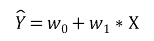 Ŷ = w₀ + w₁ * X